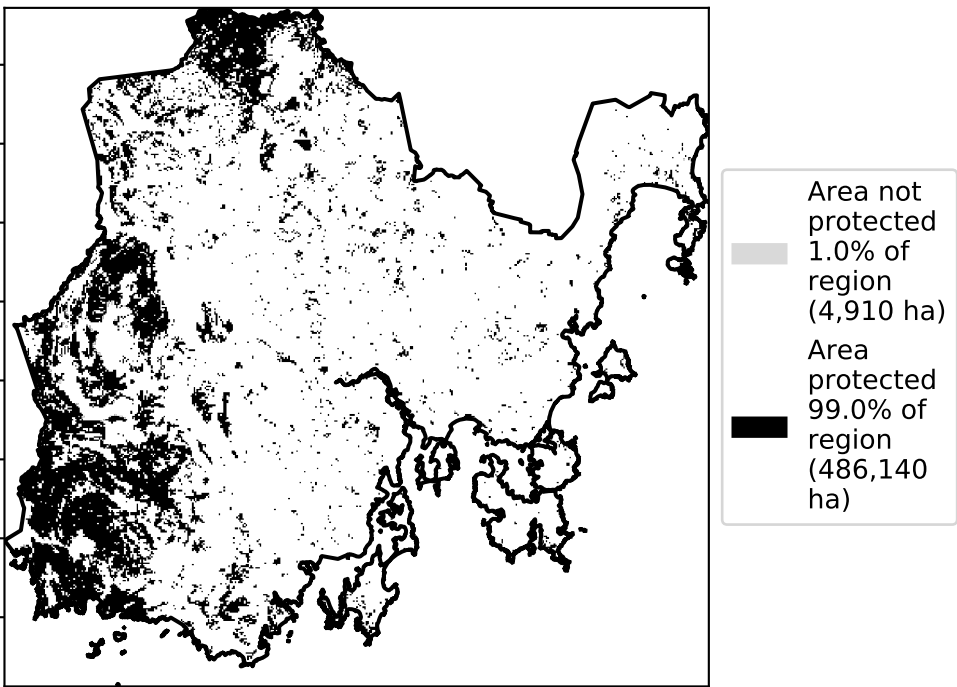 Area not
protected
1.0% of
region
(4,910 ha)
Area
protected
99.0% of
region
(486,140
ha)